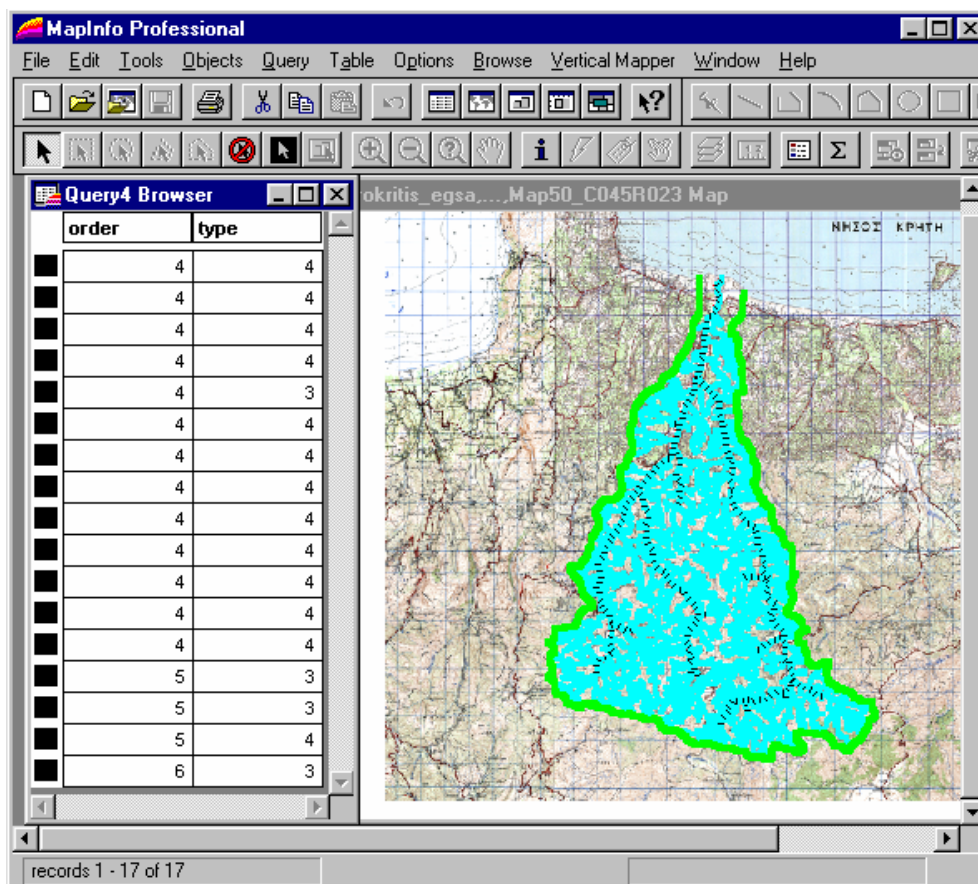 MapInfo Professional
File Edit Tools Objects Query Table Options Browse Vertical Mapper Window Help
Query4 Browser
okritis_egsa,...,Map50_C045R023 Map
order type
ΝΗΣΟΣ ΚΡΗΤΗ
4 4
4 4
4 4
4 4
4 3
4 4
4 4
4 4
4 4
4 4
4 4
4 4
4 4
5 3
5 3
5 4
6 3
records 1 - 17 of 17